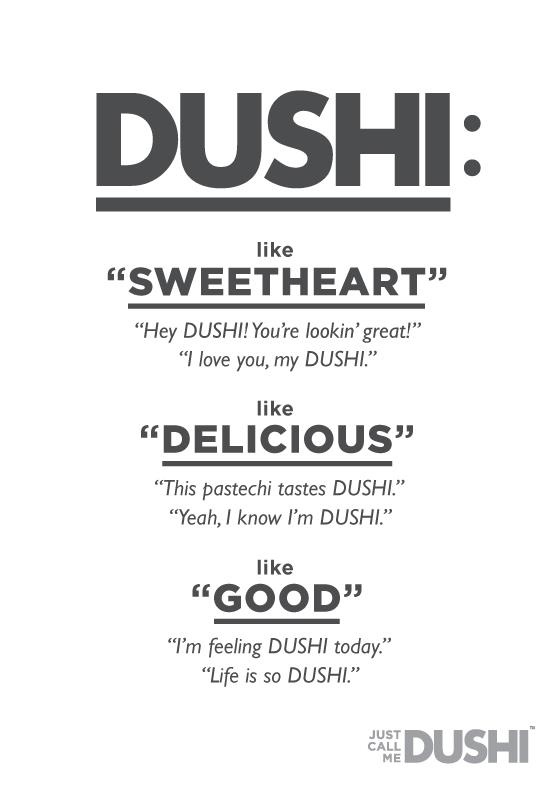 DUSHI:
like
“SWEETHEART”
“Hey DUSHI! You’re lookin’ great!”
“I love you, my DUSHI.”
like
“DELICIOUS”
“This pastechi tastes DUSHI.”
“Yeah, I know I’m DUSHI.”
like
“GOOD”
“I’m feeling DUSHI today.”
“Life is so DUSHI.”
JUST
CALL
ME
DUSHI™